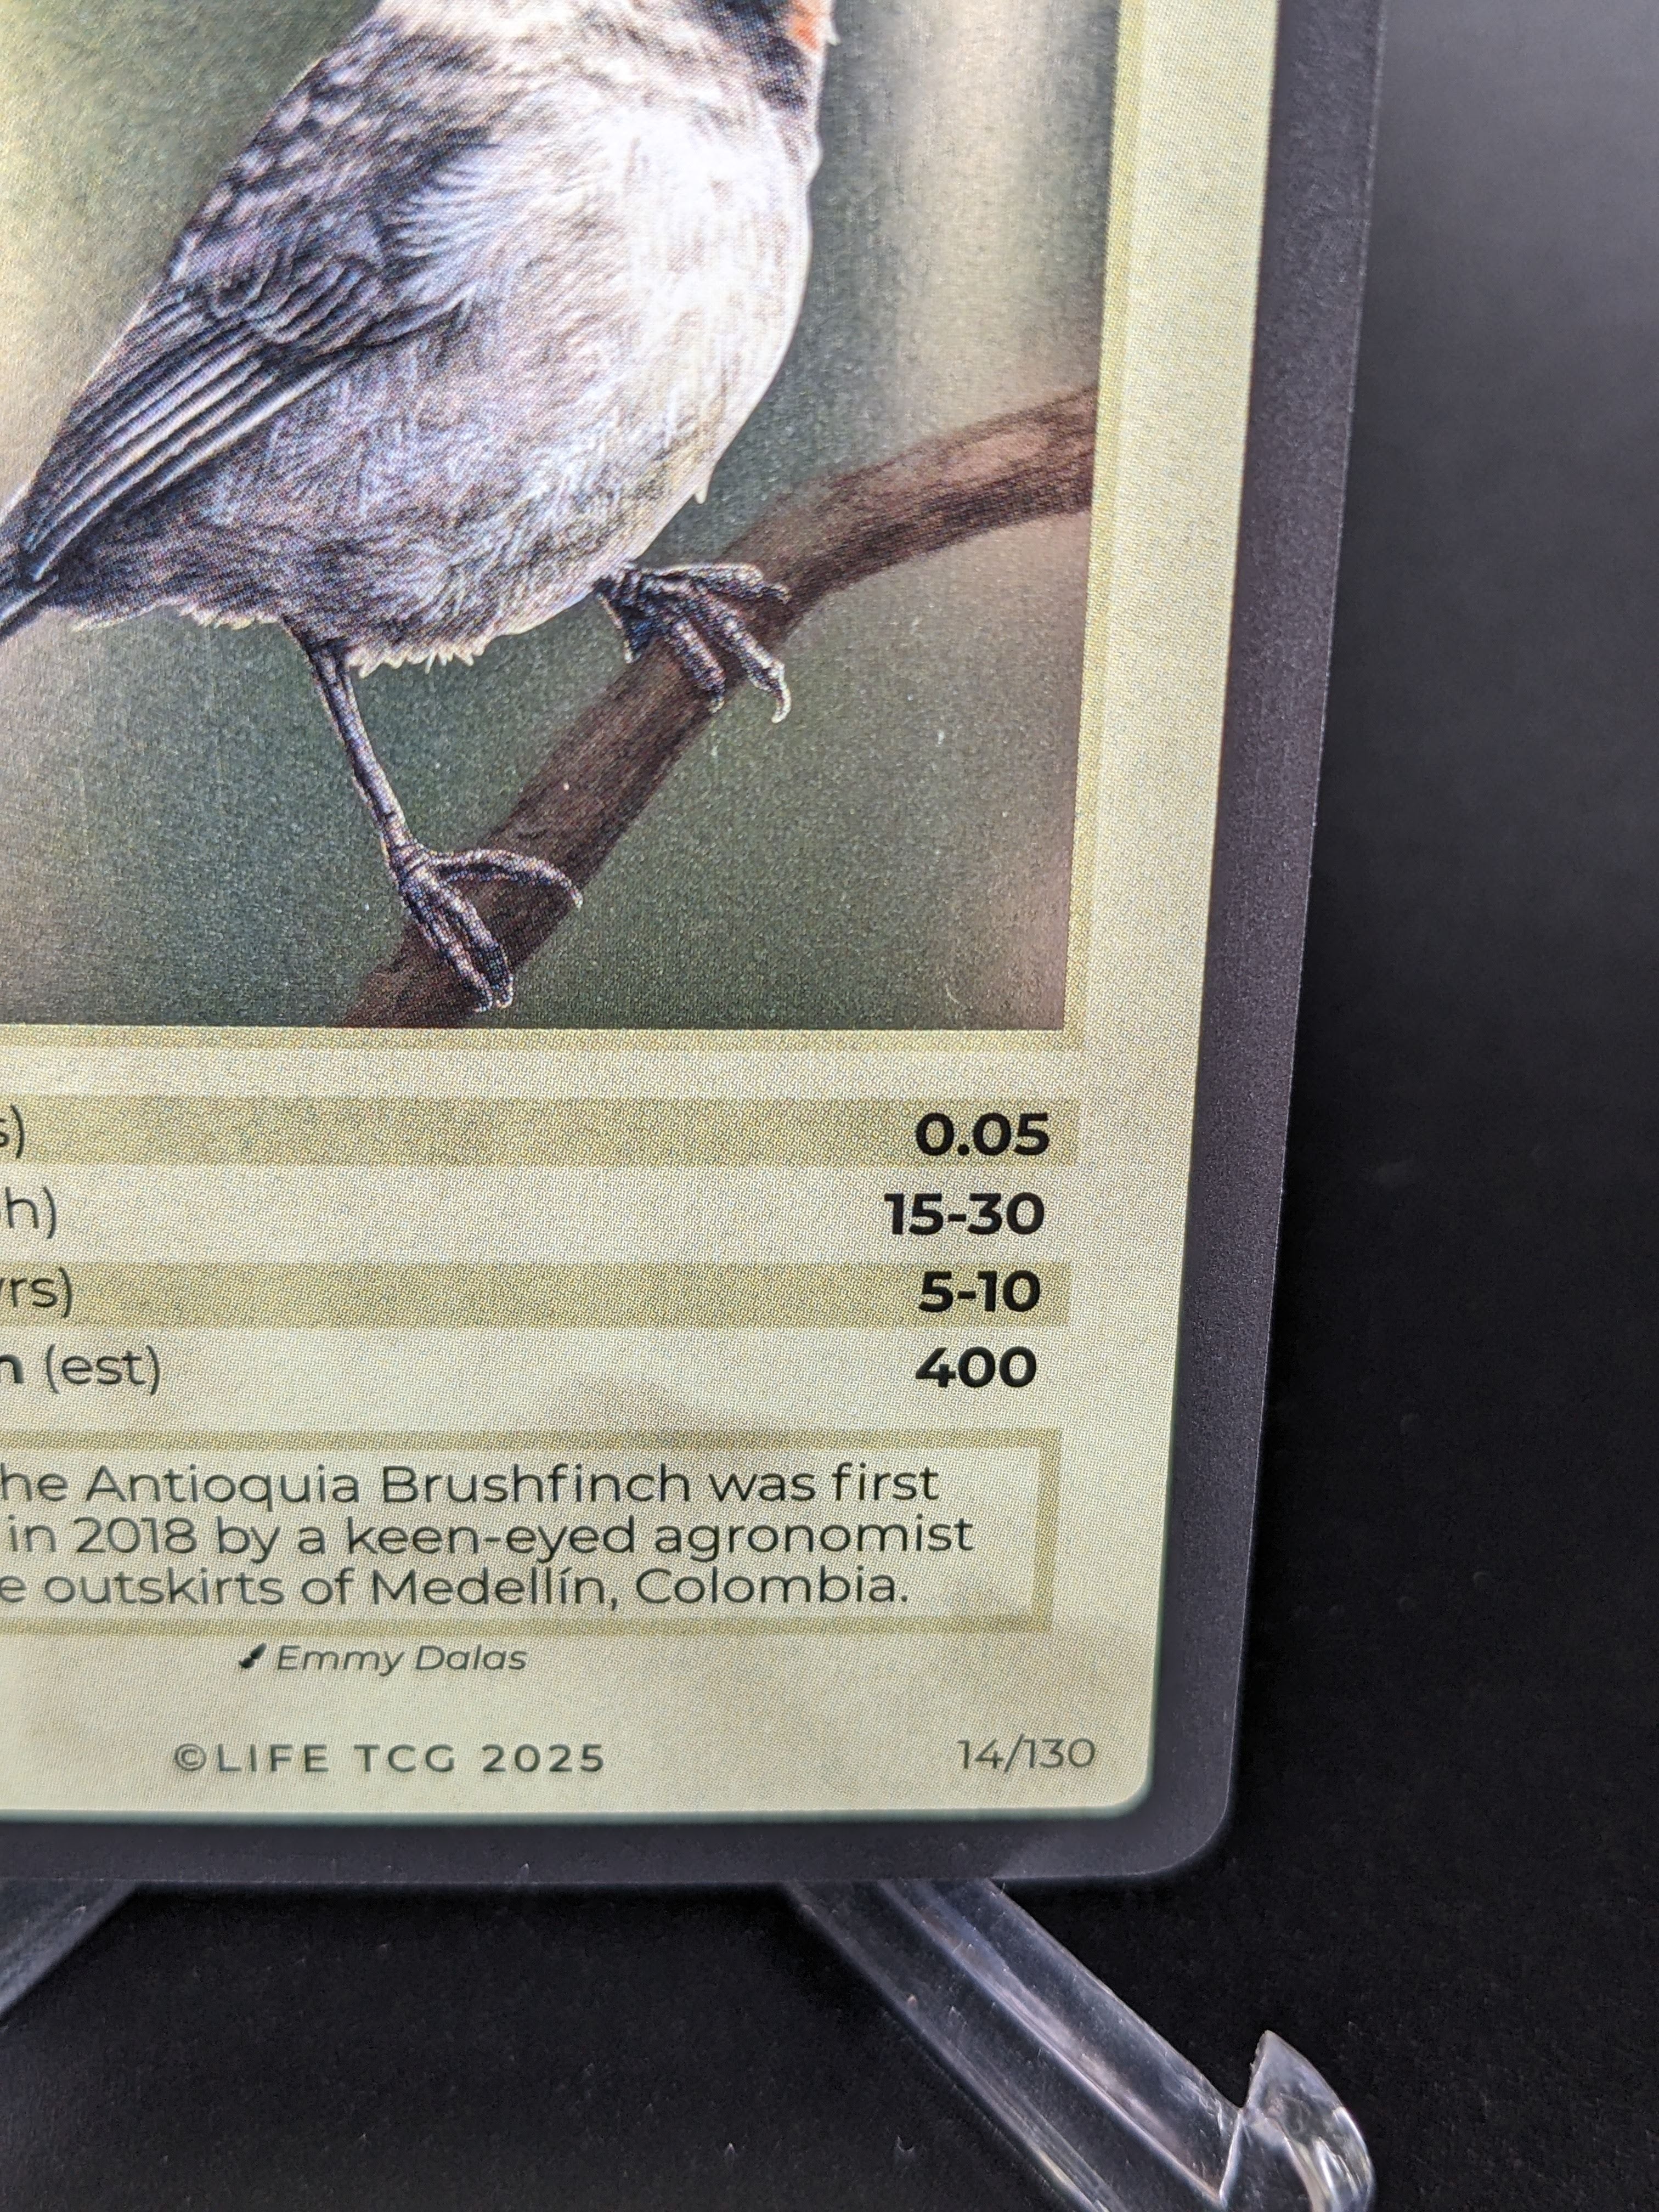 s) 0.05
h) 15-30
yrs) 5-10
n (est) 400
he Antioquia Brushfinch was first
in 2018 by a keen-eyed agronomist
e outskirts of Medellín, Colombia.
Emmy Dalas
©LIFE TCG 2025 14/130